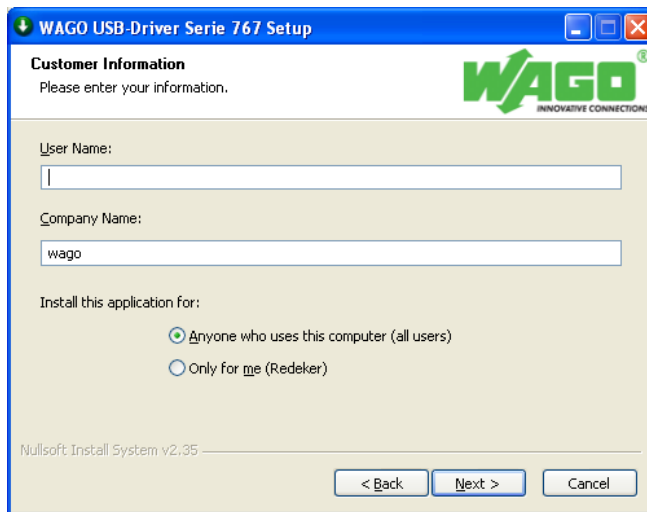 WAGO USB-Driver Serie 767 Setup
Customer Information
Please enter your information.
WAGO®
INNOVATIVE CONNECTIONS
User Name:
Company Name:
wago
Install this application for:
Anyone who uses this computer (all users)
Only for me (Redeker)
Nullsoft Install System v2.35
< Back
Next >
Cancel